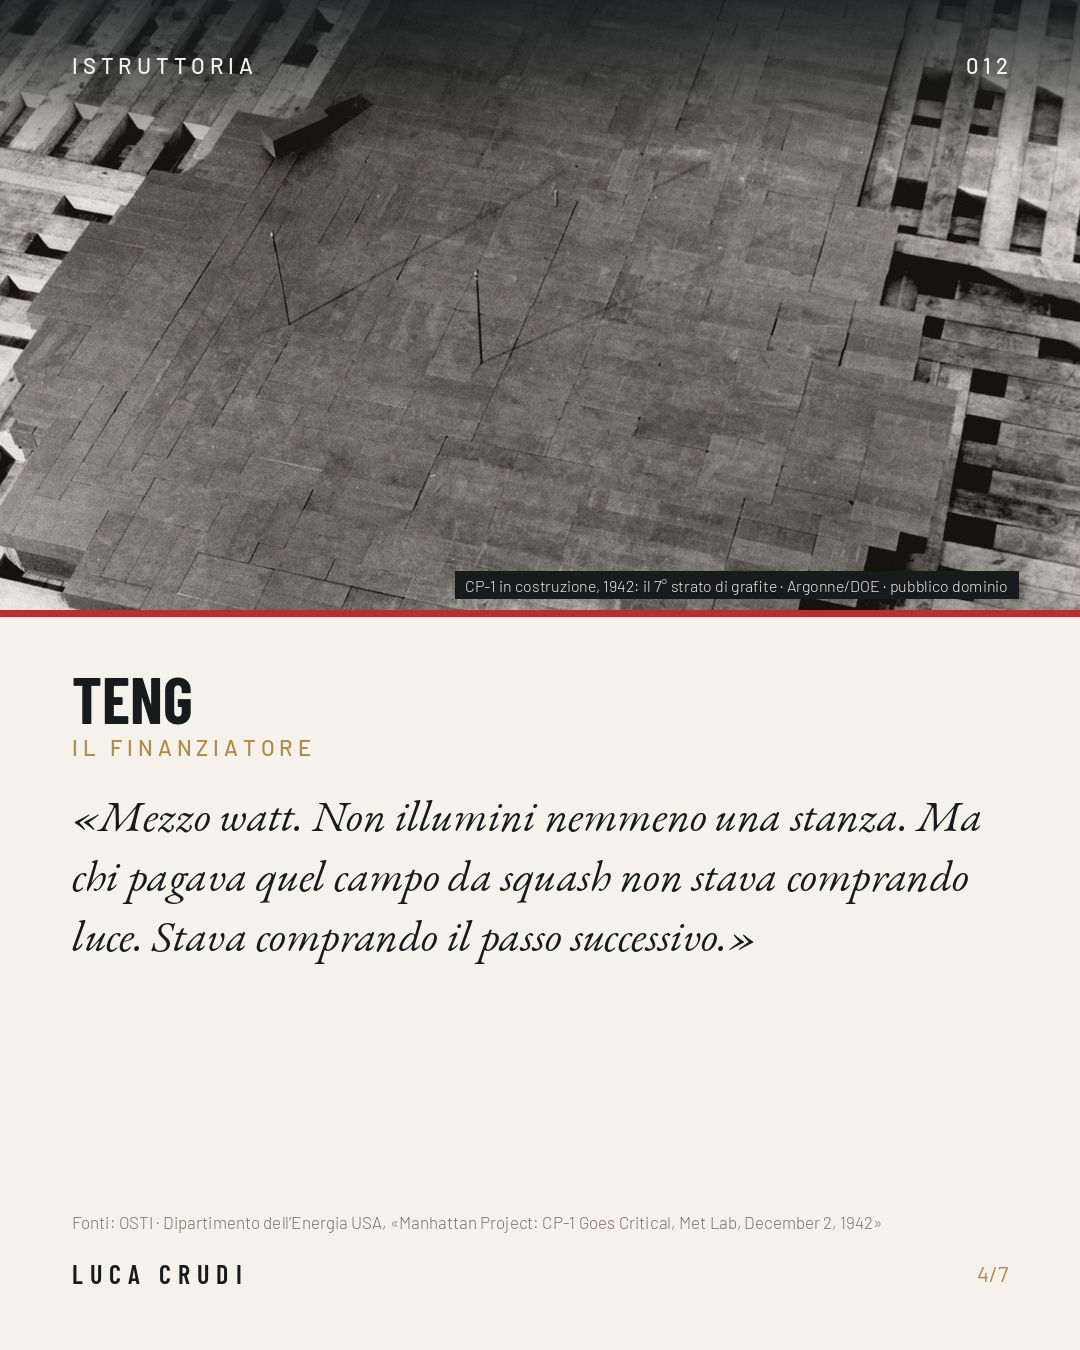 ISTRUTTORIA
012
CP-1 in costruzione, 1942: il 7° strato di grafite · Argonne/DOE · pubblico dominio
TENG
IL FINANZIATORE
«Mezzo watt. Non illumini nemmeno una stanza. Ma
chi pagava quel campo da squash non stava comprando
luce. Stava comprando il passo successivo.»
Fonti: OSTI · Dipartimento dell’Energia USA, «Manhattan Project: CP-1 Goes Critical, Met Lab, December 2, 1942»
LUCA CRUDI
4/7